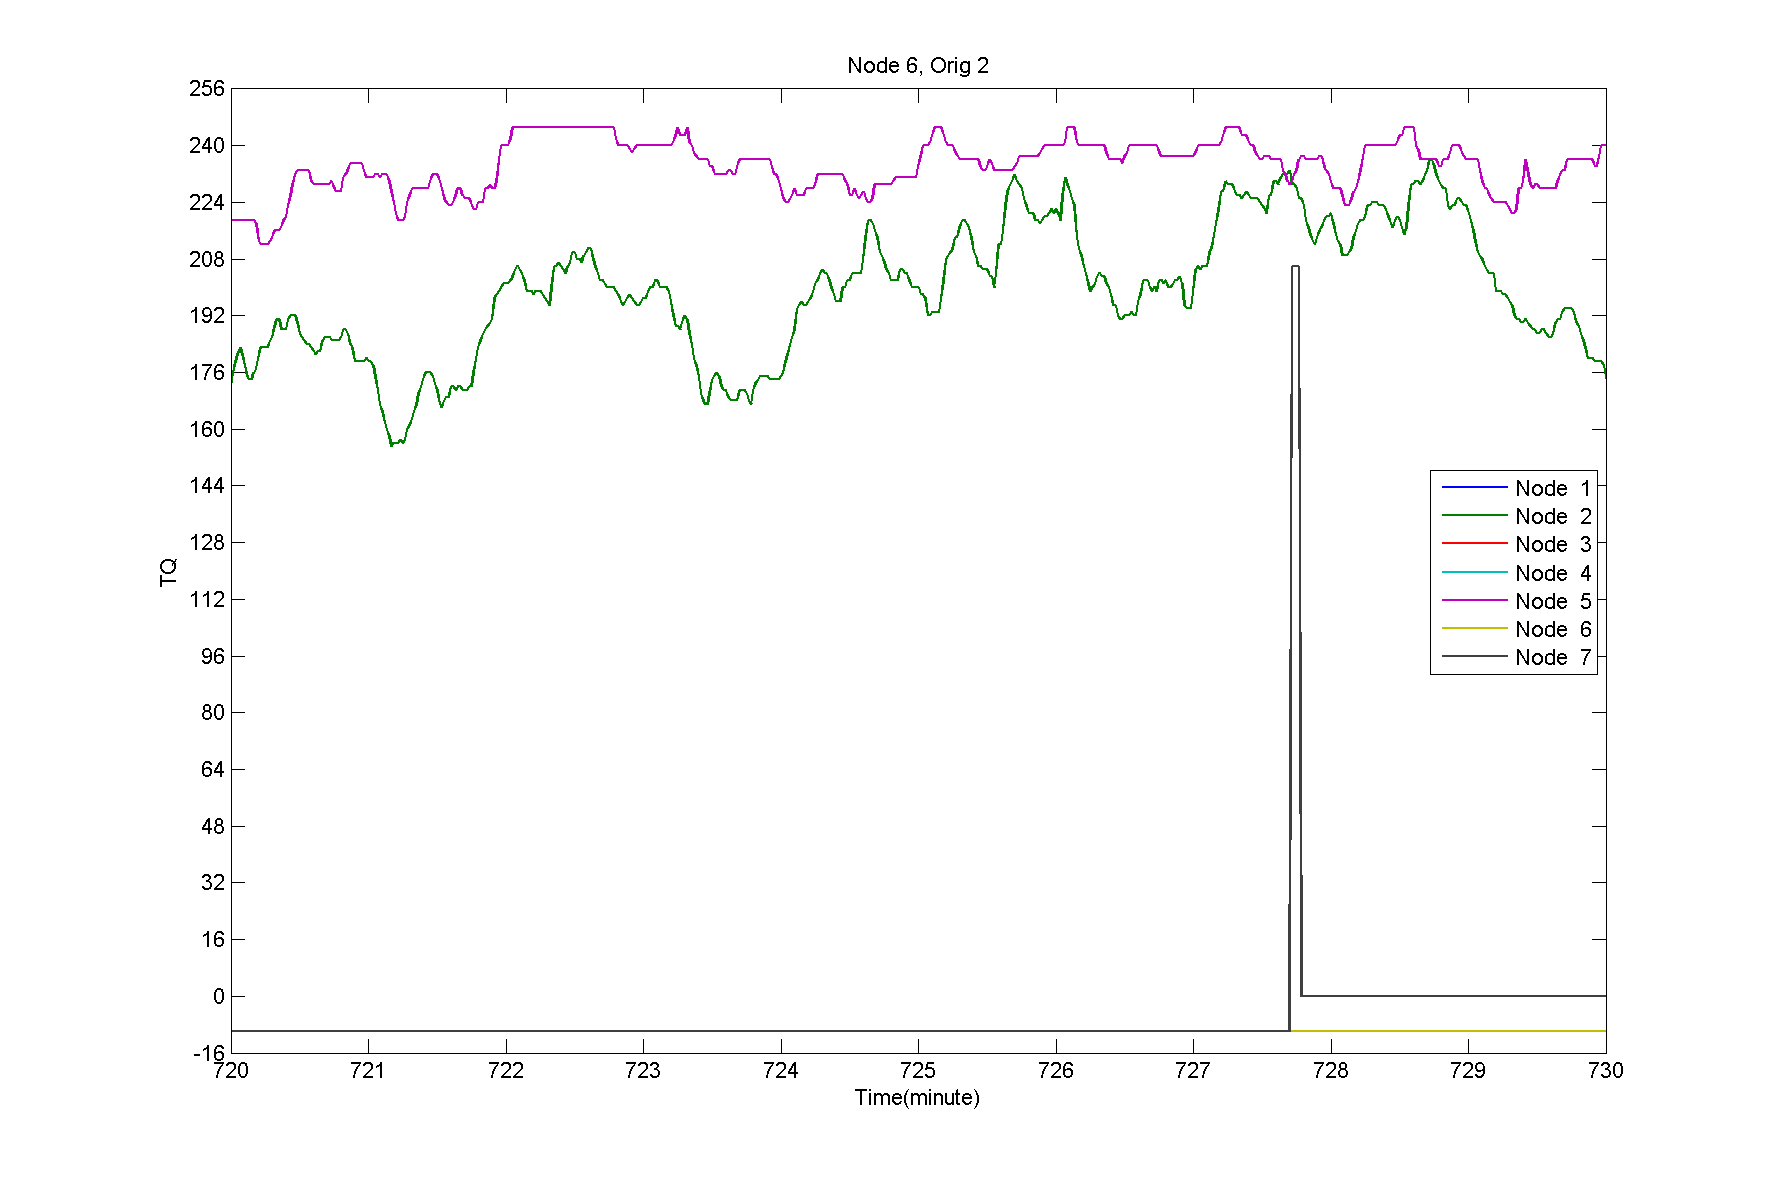 Node 6, Orig 2
256
240
224
208
192
176
160
144
128
112
96
80
64
48
32
16
0
-16
TQ
Node 1
Node 2
Node 3
Node 4
Node 5
Node 6
Node 7
720 721 722 723 724 725 726 727 728 729 730
Time(minute)